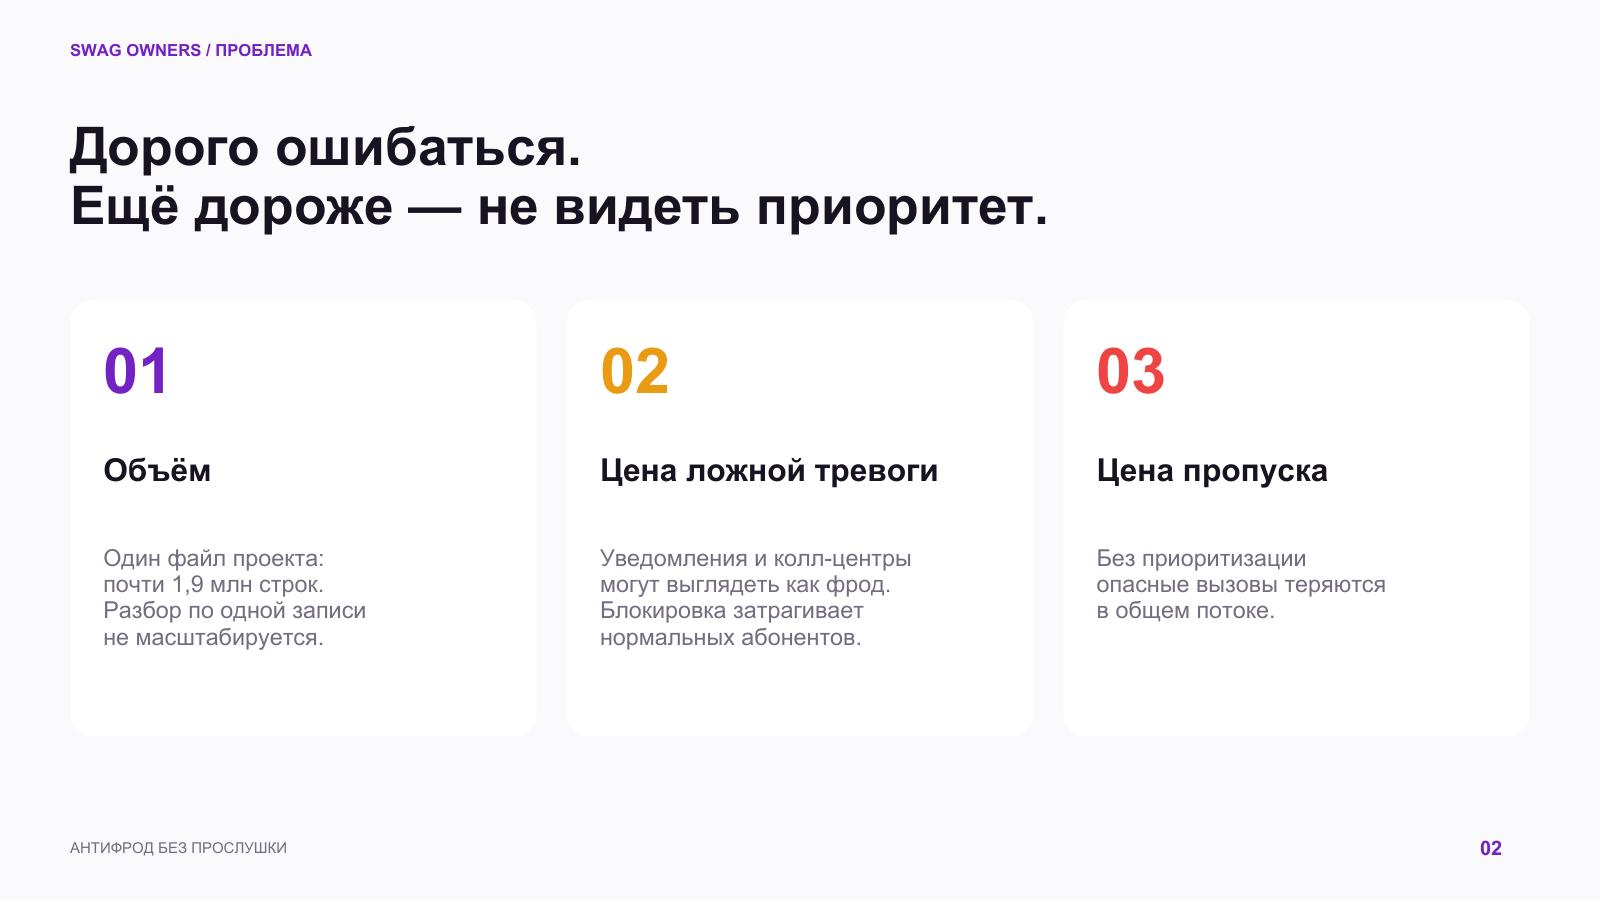 SWAG OWNERS / ПРОБЛЕМА
Дорого ошибаться.
Ещё дороже — не видеть приоритет.
01
Объём
Один файл проекта:
почти 1,9 млн строк.
Разбор по одной записи
не масштабируется.
02
Цена ложной тревоги
Уведомления и колл-центры
могут выглядеть как фрод.
Блокировка затрагивает
нормальных абонентов.
03
Цена пропуска
Без приоритизации
опасные вызовы теряются
в общем потоке.
АНТИФРОД БЕЗ ПРОСЛУШКИ
02